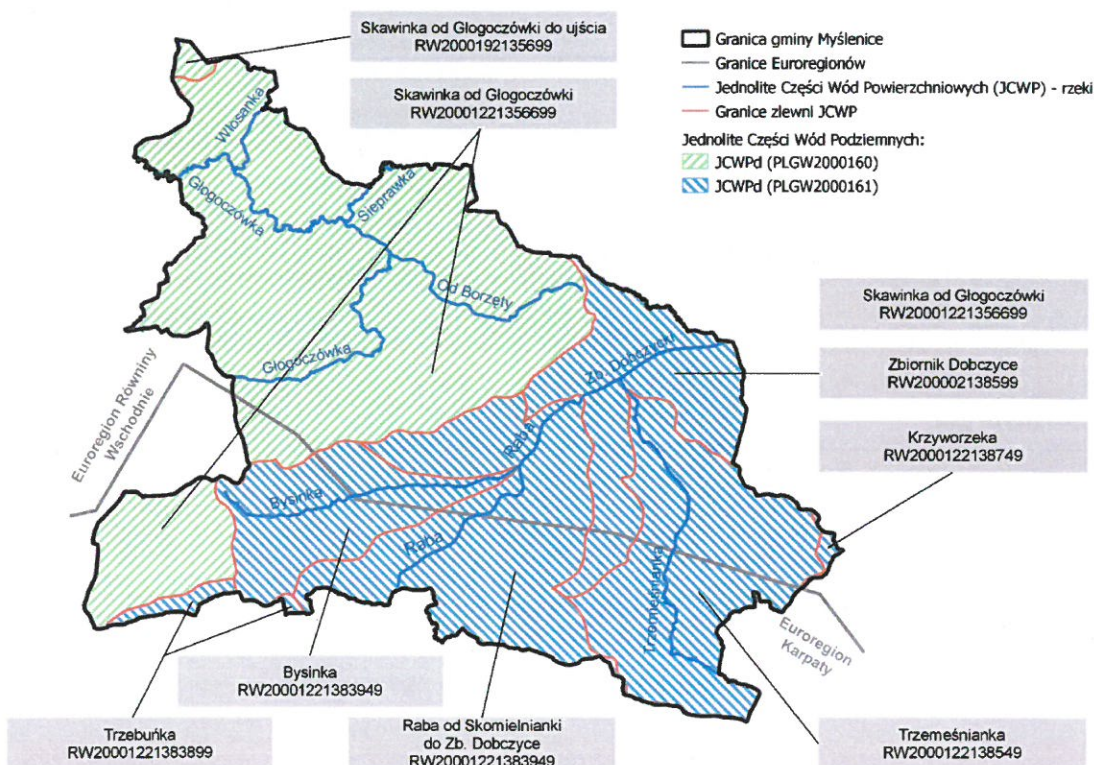 Skawinka od Głogoczówki do ujścia
RW2000192135699
Skawinka od Głogoczówki
RW20001221356699
Granica gminy Myślenice
Granice Euroregionów
Jednolite Części Wód Powierzchniowych (JCWP) - rzeki
Granice zlewni JCWP
Jednolite Części Wód Podziemnych:
JCWPd (PLGW2000160)
JCWPd (PLGW2000161)
Włosanka
Głogoczówka
Sieprawka
Od Borzęty
Głogoczówka
Skawinka od Głogoczówki
RW20001221356699
Zbiornik Dobczyce
RW200002138599
Krzyworzeka
RW2000122138749
Zb. Dobczycki
Raba
Euroregion Równiny
Wschodnie
Bysinka
Raba
Trzemeśnianka
Euroregion
Karpaty
Bysinka
RW20001221383949
Trzebuńka
RW20001221383899
Raba od Skomielnianki
do Zb. Dobczyce
RW20001221383949
Trzemeśnianka
RW2000122138549